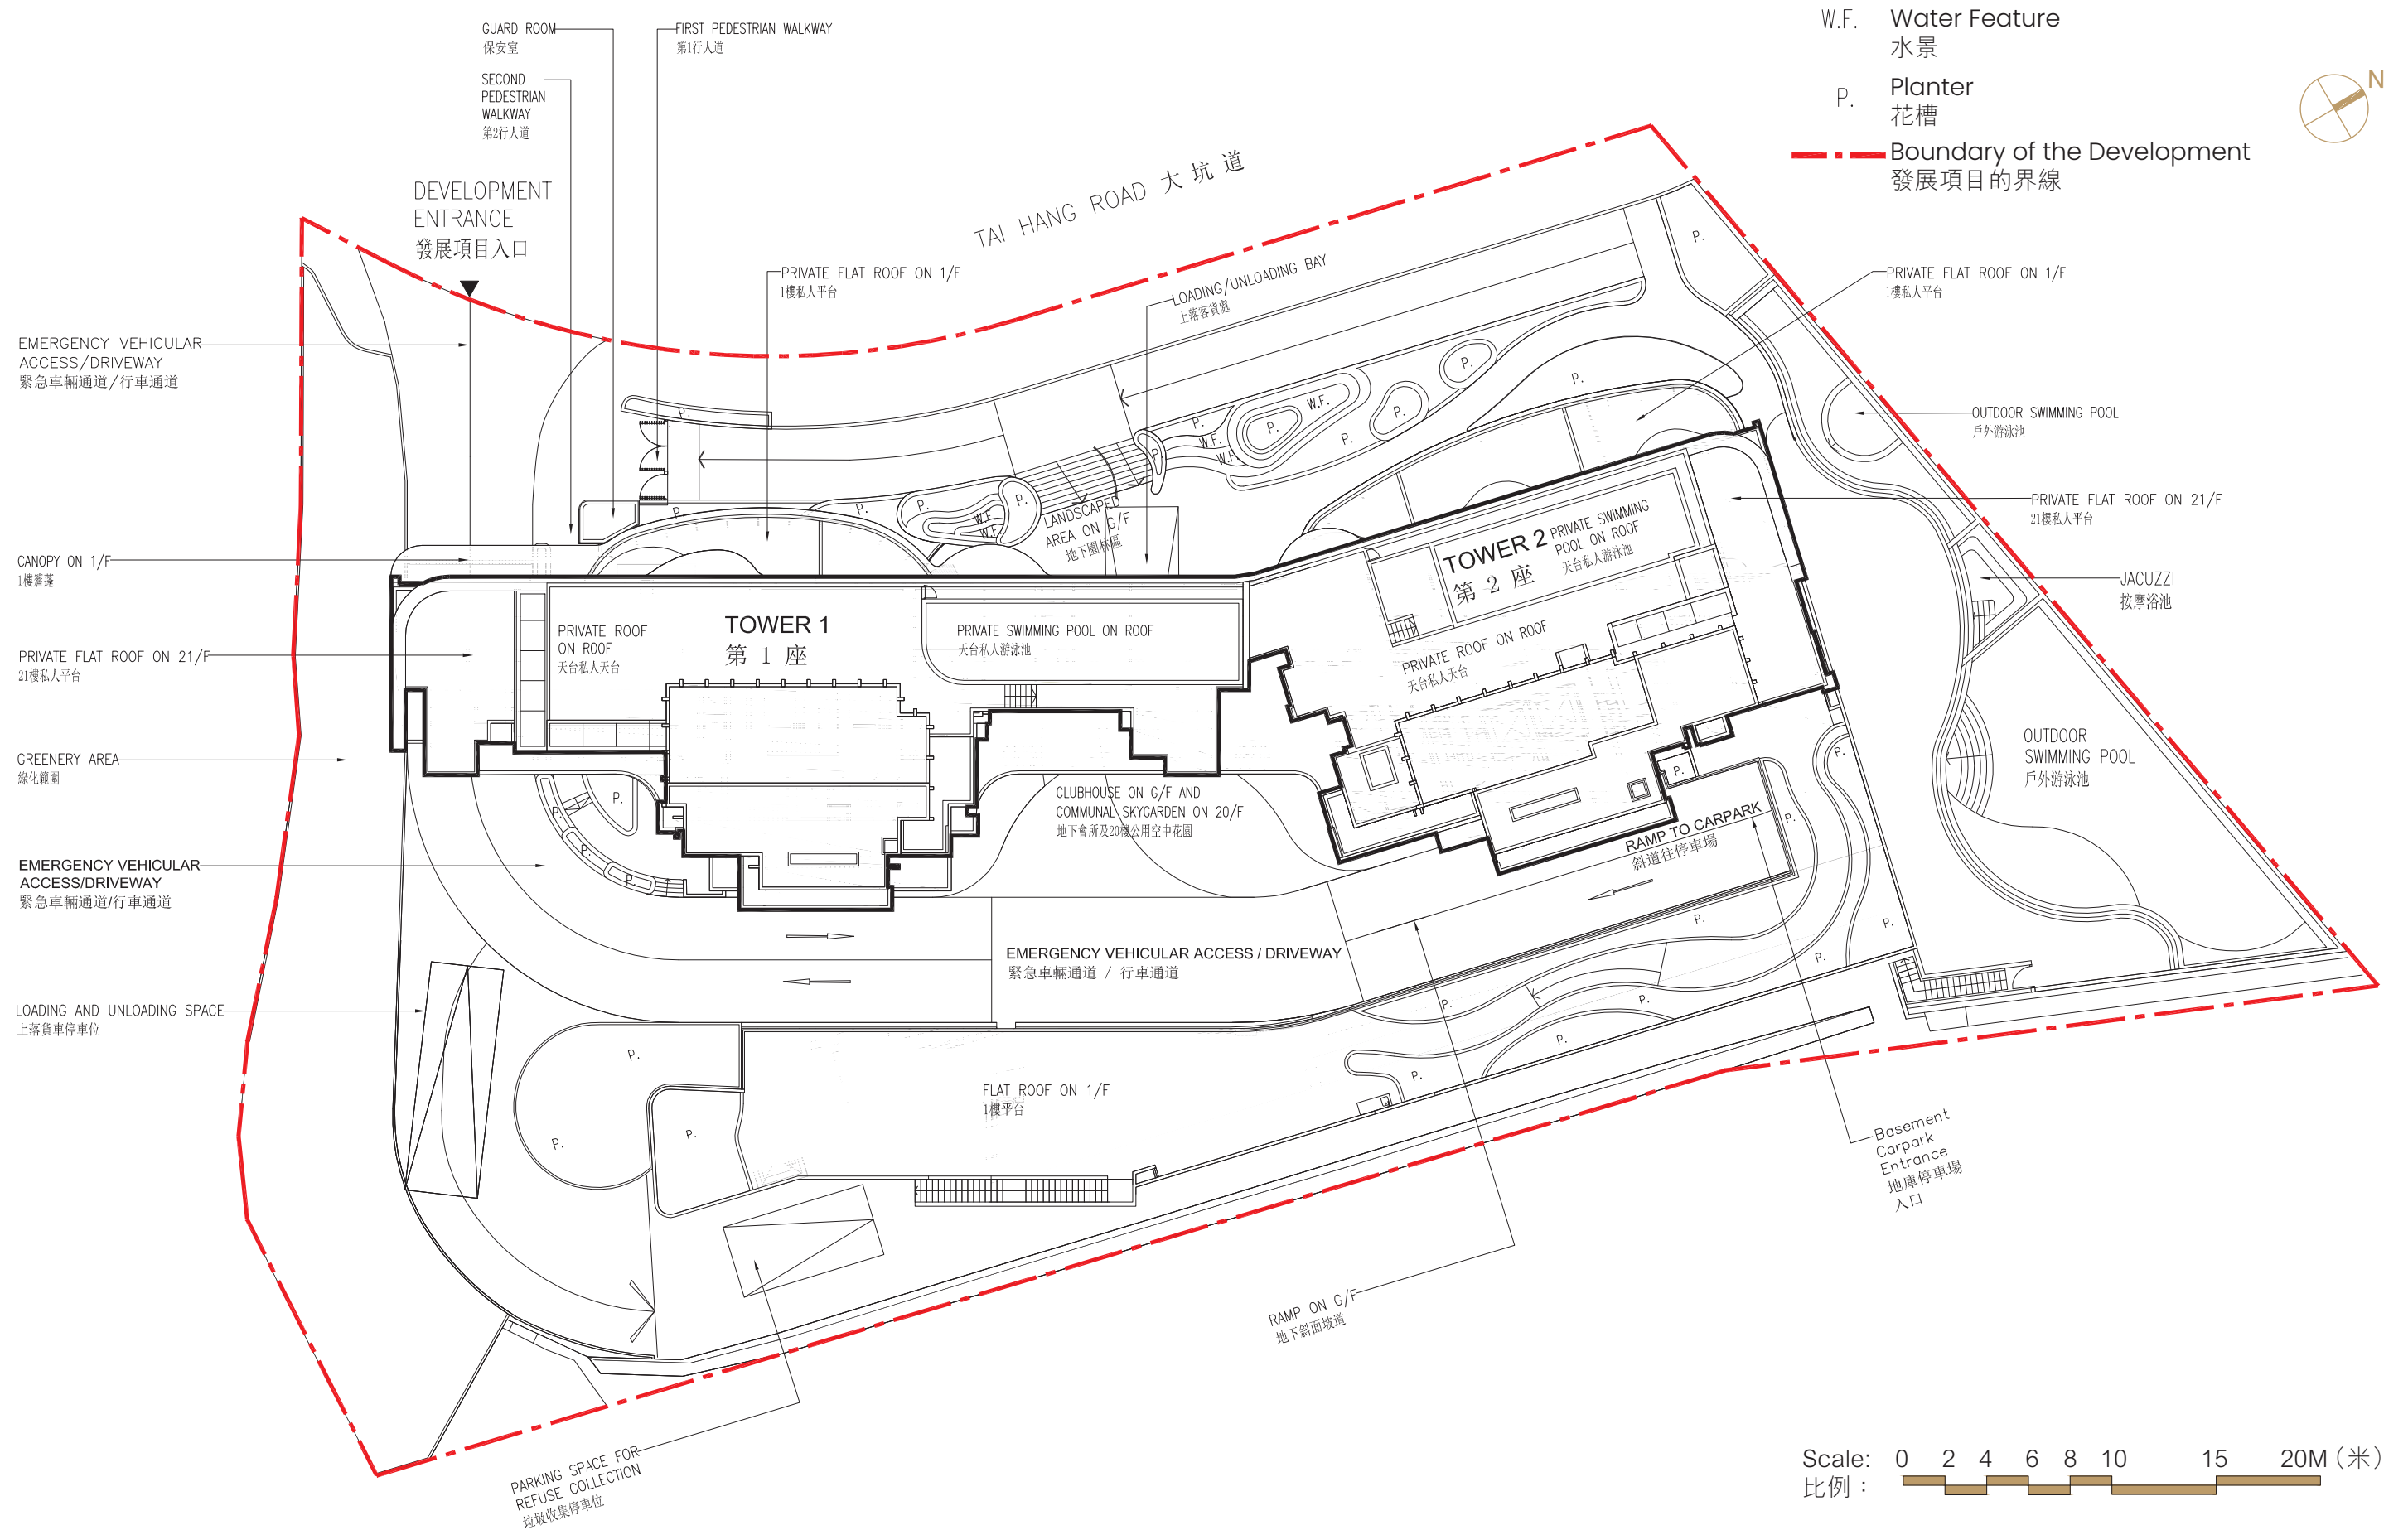 W.F. Water Feature
水景
P. Planter
花槽
Boundary of the Development
發展項目的界線
N
GUARD ROOM
保安室
FIRST PEDESTRIAN WALKWAY
第1行人道
SECOND
PEDESTRIAN
WALKWAY
第2行人道
DEVELOPMENT
ENTRANCE
發展項目入口
TAI HANG ROAD 大坑道
PRIVATE FLAT ROOF ON 1/F
1樓私人平台
LOADING/UNLOADING BAY
上落客貨處
PRIVATE FLAT ROOF ON 1/F
1樓私人平台
EMERGENCY VEHICULAR
ACCESS/DRIVEWAY
緊急車輛通道/行車通道
OUTDOOR SWIMMING POOL
戶外游泳池
P.
P.
P.
P.
P.
P.
P.
P.
P.
P.
P.
P.
P.
W.F.
W.F.
W.F.
W.F.
W.F.
LANDSCAPED
AREA ON G/F
地下園林區
PRIVATE FLAT ROOF ON 21/F
21樓私人平台
CANOPY ON 1/F
1樓簷蓬
TOWER 2
第 2 座
PRIVATE SWIMMING
POOL ON ROOF
天台私人游泳池
JACUZZI
按摩浴池
TOWER 1
第 1 座
PRIVATE ROOF
ON ROOF
天台私人天台
PRIVATE SWIMMING POOL ON ROOF
天台私人游泳池
PRIVATE ROOF ON ROOF
天台私人天台
PRIVATE FLAT ROOF ON 21/F
21樓私人平台
GREENERY AREA
綠化範圍
OUTDOOR
SWIMMING POOL
戶外游泳池
CLUBHOUSE ON G/F AND
COMMUNAL SKYGARDEN ON 20/F
地下會所及20樓公用空中花園
P.
P.
P.
P.
P.
P.
P.
RAMP TO CARPARK
斜道往停車場
EMERGENCY VEHICULAR
ACCESS/DRIVEWAY
緊急車輛通道/行車通道
EMERGENCY VEHICULAR ACCESS / DRIVEWAY
緊急車輛通道 / 行車通道
P.
P.
P.
P.
P.
P.
P.
LOADING AND UNLOADING SPACE
上落貨車停車位
P.
P.
P.
FLAT ROOF ON 1/F
1樓平台
Basement
Carpark
Entrance
地庫停車場
入口
RAMP ON G/F
地下斜面坡道
PARKING SPACE FOR
REFUSE COLLECTION
垃圾收集停車位
Scale: 0 2 4 6 8 10 15 20M(米)
比例：